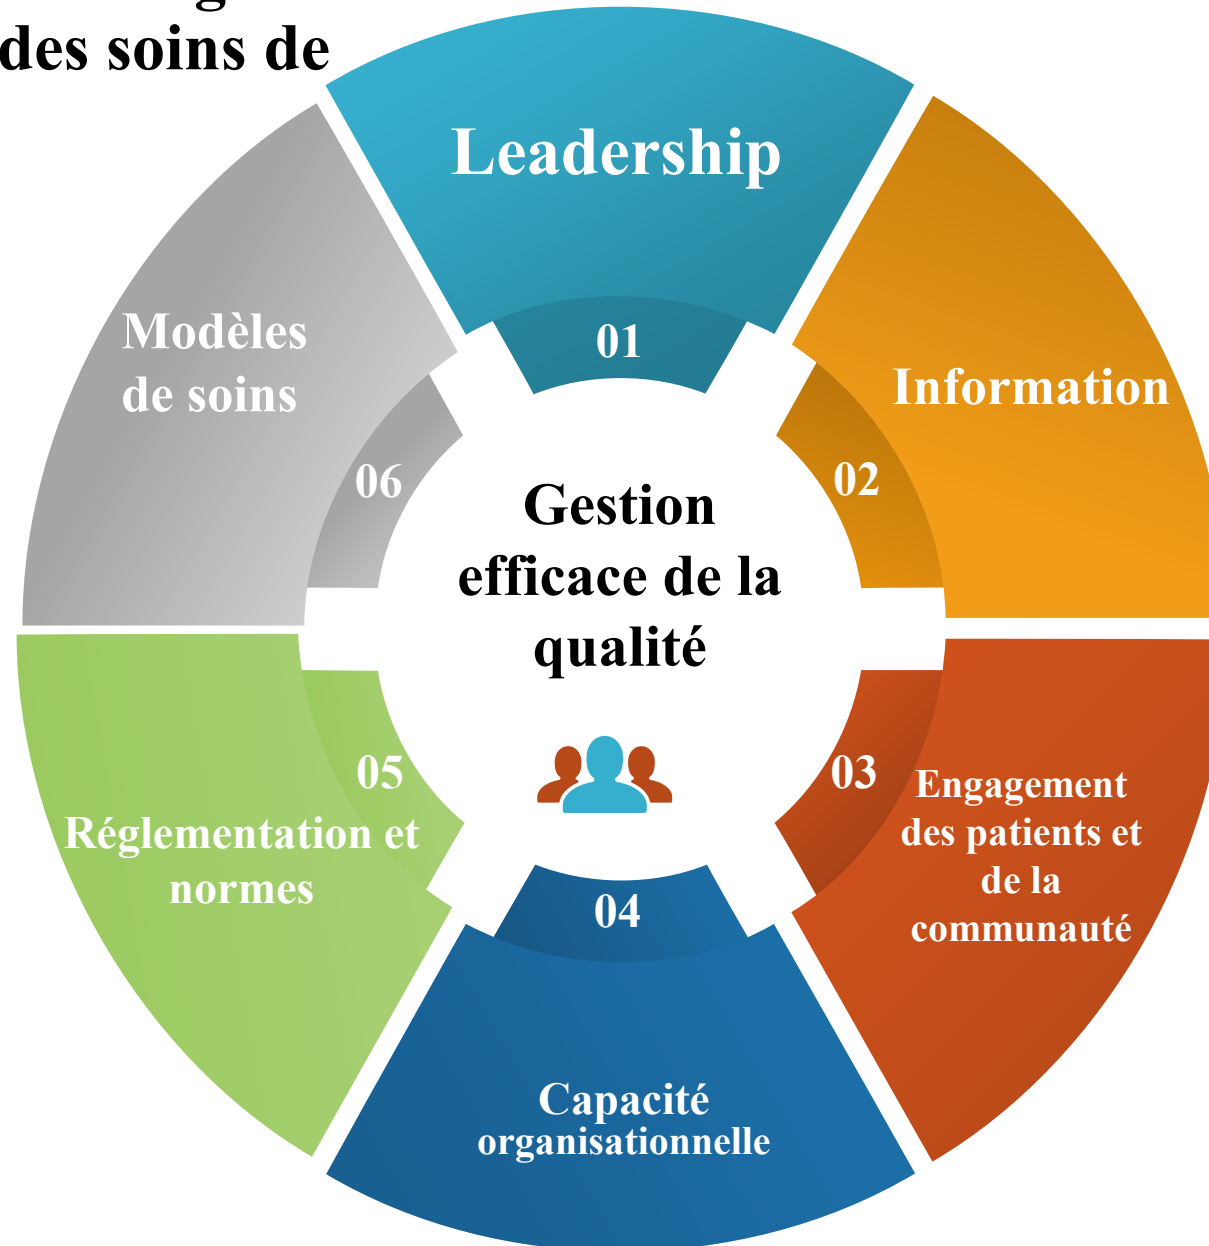 des soins de
Leadership
01
Information
02
Engagement
des patients et
de la
communauté
03
Capacité
organisationnelle
04
Réglementation et
normes
05
Modèles
de soins
06
Gestion
efficace de la
qualité